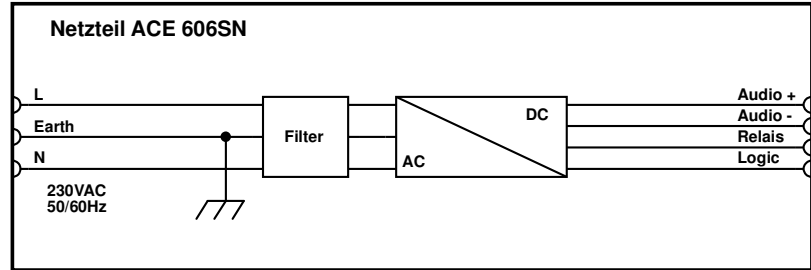 Netzteil ACE 606SN
L
Earth
N
230VAC
50/60Hz
Filter
DC
AC
Audio +
Audio -
Relais
Logic